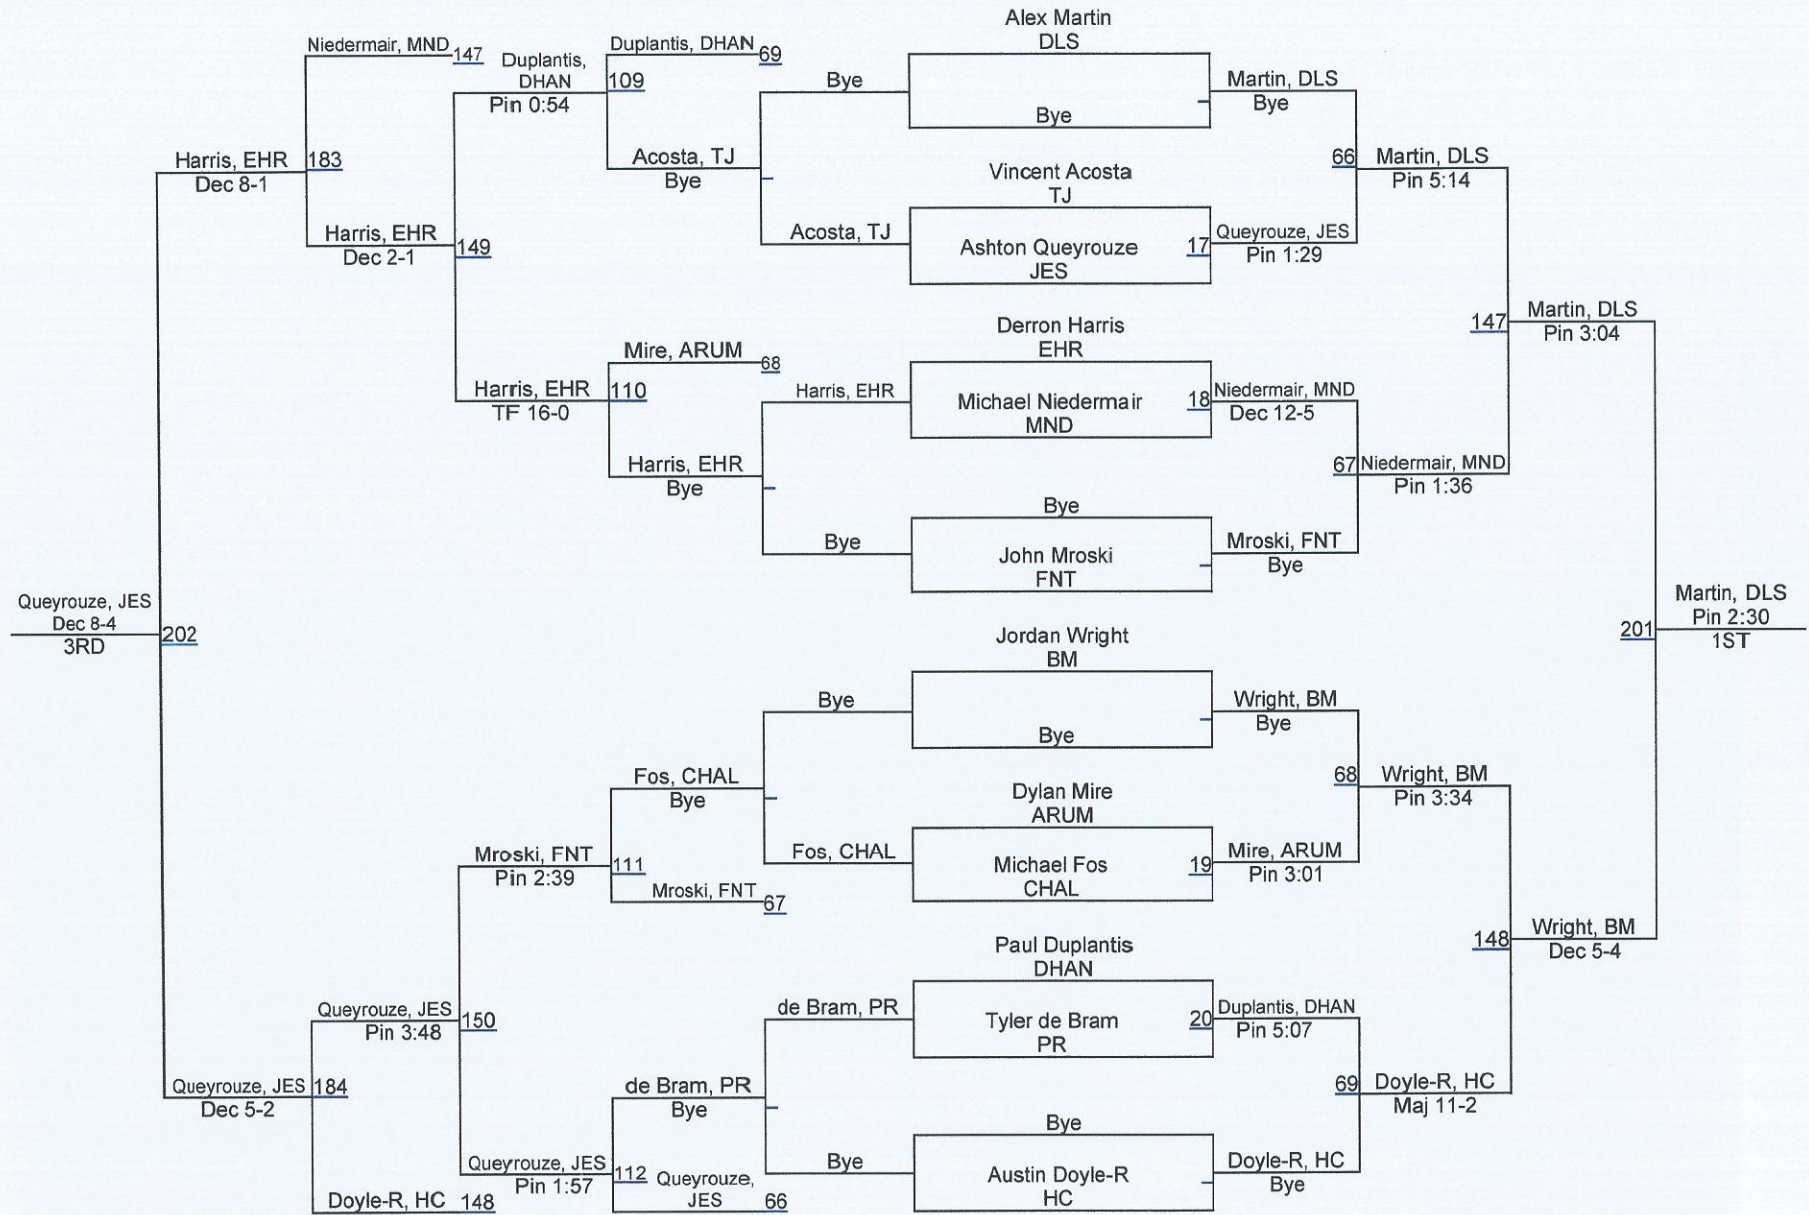 Alex Martin
DLS
Niedermair, MND
147
Duplantis,
DHAN
Pin 0:54
Duplantis, DHAN
69
109
Bye
Bye
Martin, DLS
Bye
Harris, EHR
Dec 8-1
183
Acosta, TJ
Bye
Vincent Acosta
TJ
66
Martin, DLS
Pin 5:14
Harris, EHR
Dec 2-1
149
Acosta, TJ
Ashton Queyrouze
JES
17
Queyrouze, JES
Pin 1:29
Derron Harris
EHR
147
Martin, DLS
Pin 3:04
Mire, ARUM
68
Harris, EHR
TF 16-0
110
Harris, EHR
Michael Niedermair
MND
18
Niedermair, MND
Dec 12-5
Harris, EHR
Bye
67
Niedermair, MND
Pin 1:36
Bye
Bye
John Mroski
FNT
Mroski, FNT
Bye
Queyrouze, JES
Dec 8-4
3RD
202
Jordan Wright
BM
201
Martin, DLS
Pin 2:30
1ST
Bye
Bye
Wright, BM
Bye
Fos, CHAL
Bye
Dylan Mire
ARUM
68
Wright, BM
Pin 3:34
Mroski, FNT
Pin 2:39
111
Fos, CHAL
Michael Fos
CHAL
19
Mire, ARUM
Pin 3:01
Mroski, FNT
67
Paul Duplantis
DHAN
148
Wright, BM
Dec 5-4
Queyrouze, JES
Pin 3:48
150
de Bram, PR
Tyler de Bram
PR
20
Duplantis, DHAN
Pin 5:07
Queyrouze, JES
Dec 5-2
184
de Bram, PR
Bye
69
Doyle-R, HC
Maj 11-2
Bye
Queyrouze, JES
Pin 1:57
112
Queyrouze,
JES
66
Bye
Austin Doyle-R
HC
Doyle-R, HC
Bye
Doyle-R, HC
148